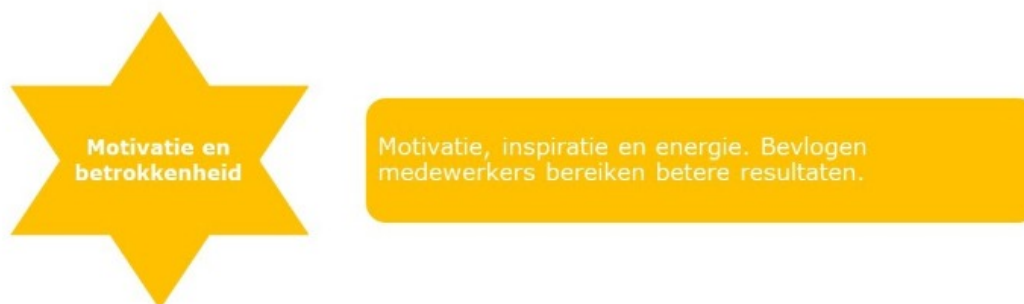 Motivatie en
betrokkenheid
Motivatie, inspiratie en energie. Bevlogen
medewerkers bereiken betere resultaten.